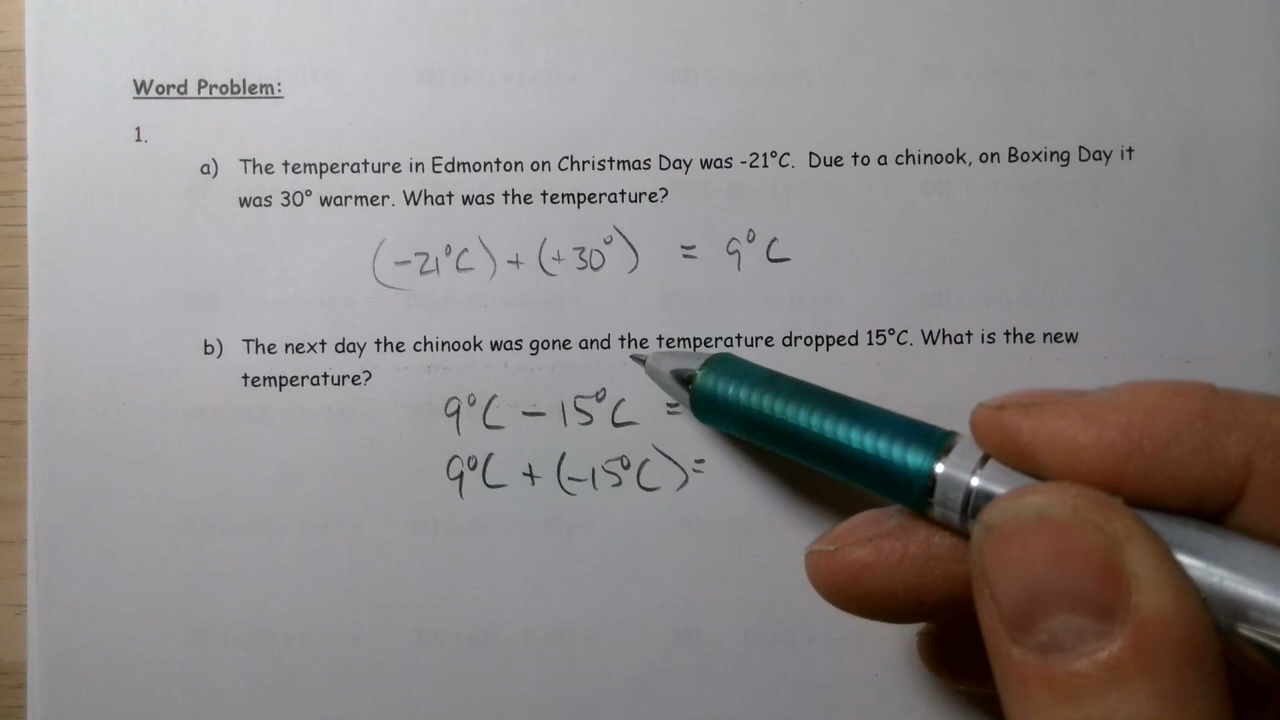 Word Problem:
1.
a) The temperature in Edmonton on Christmas Day was -21°C. Due to a chinook, on Boxing Day it
was 30° warmer. What was the temperature?
(-21°C) + (+30°) = 9°C
b) The next day the chinook was gone and the temperature dropped 15°C. What is the new
temperature?
9°C - 15°C =
9°C + (-15°C) =